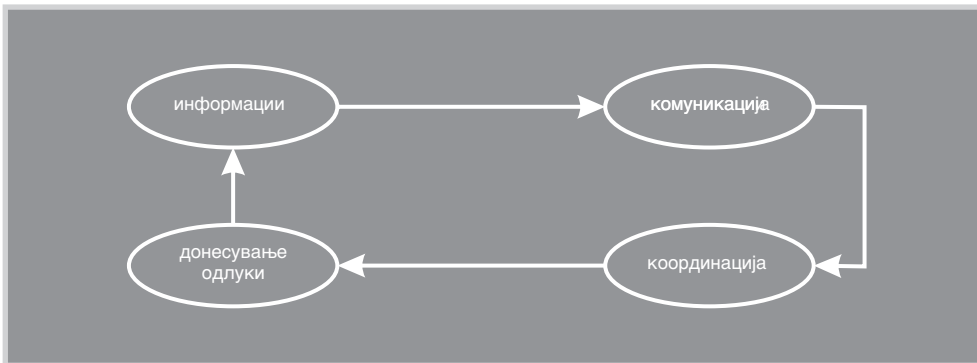 информации
комуникација
донесување
одлуки
координација